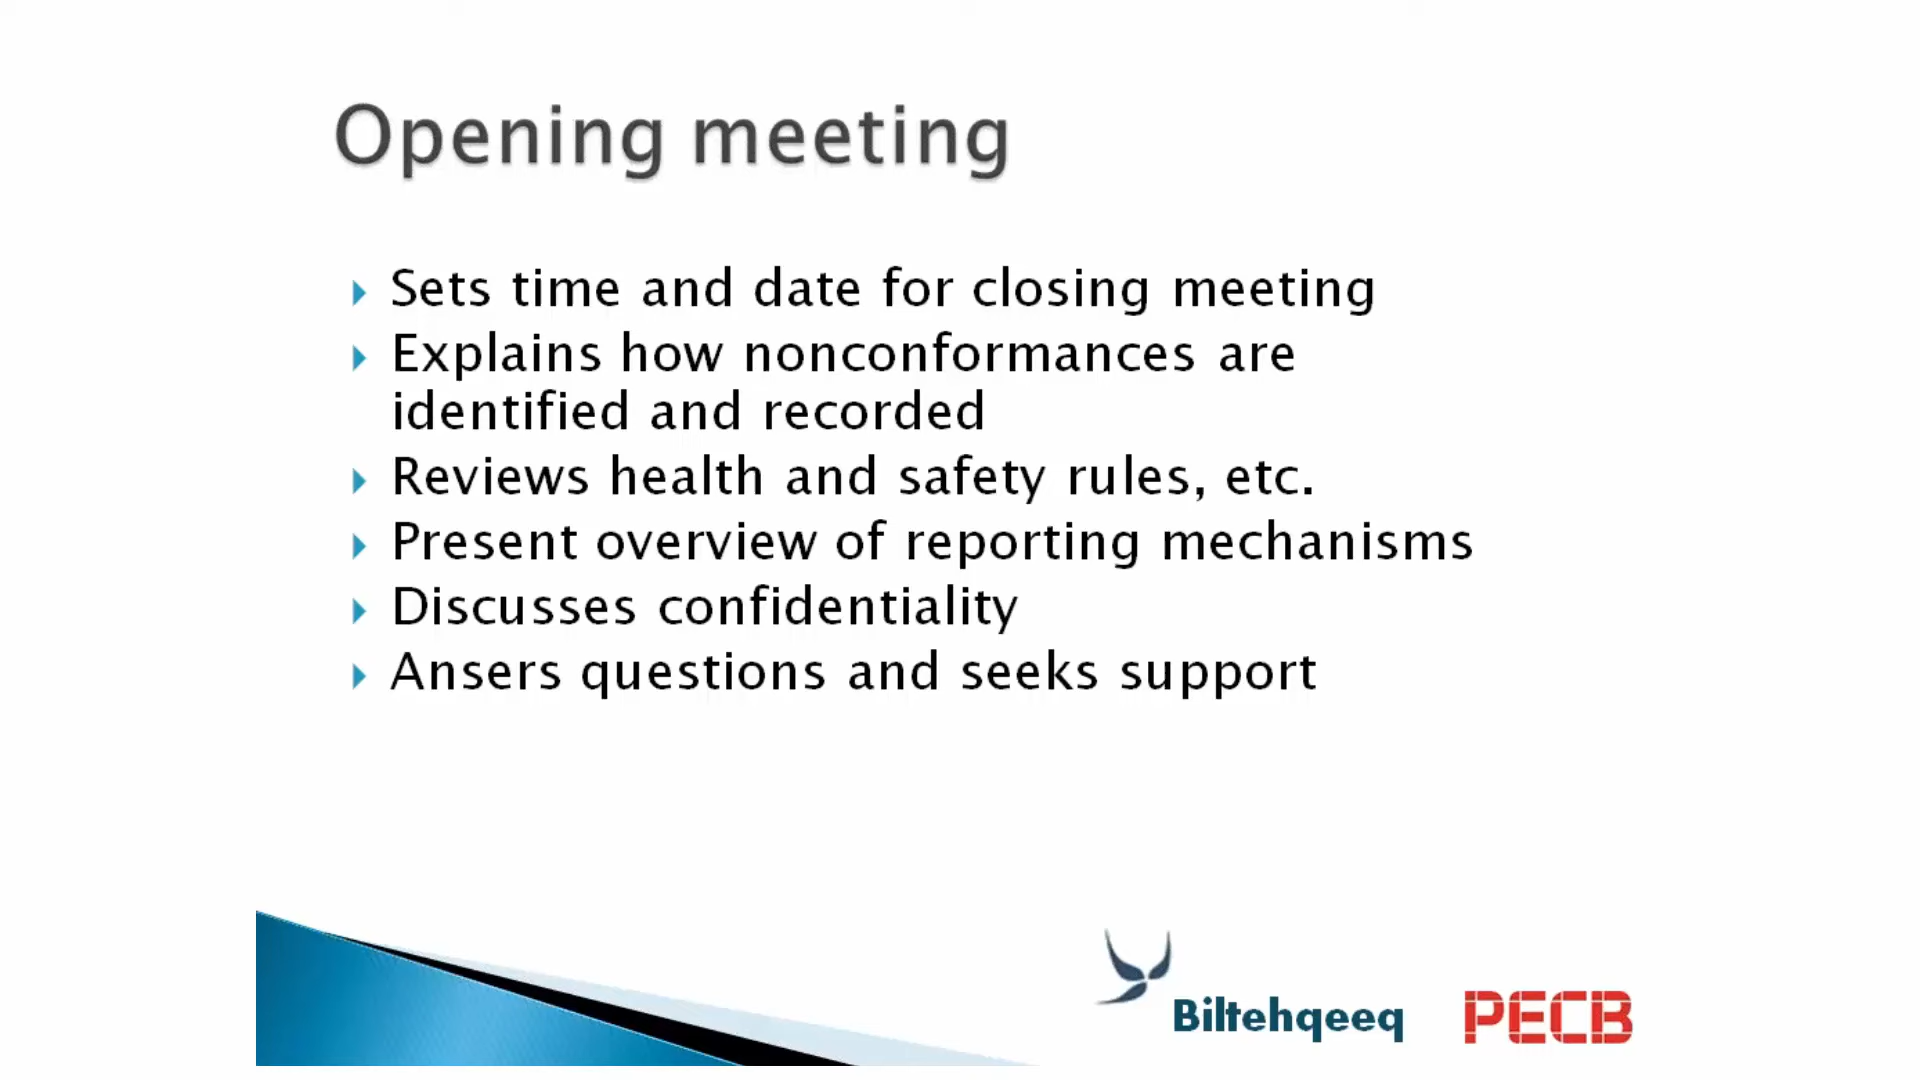 Opening meeting
Sets time and date for closing meeting
Explains how nonconformances are
identified and recorded
Reviews health and safety rules, etc.
Present overview of reporting mechanisms
Discusses confidentiality
Ansers questions and seeks support
Biltehqeeq
PECB